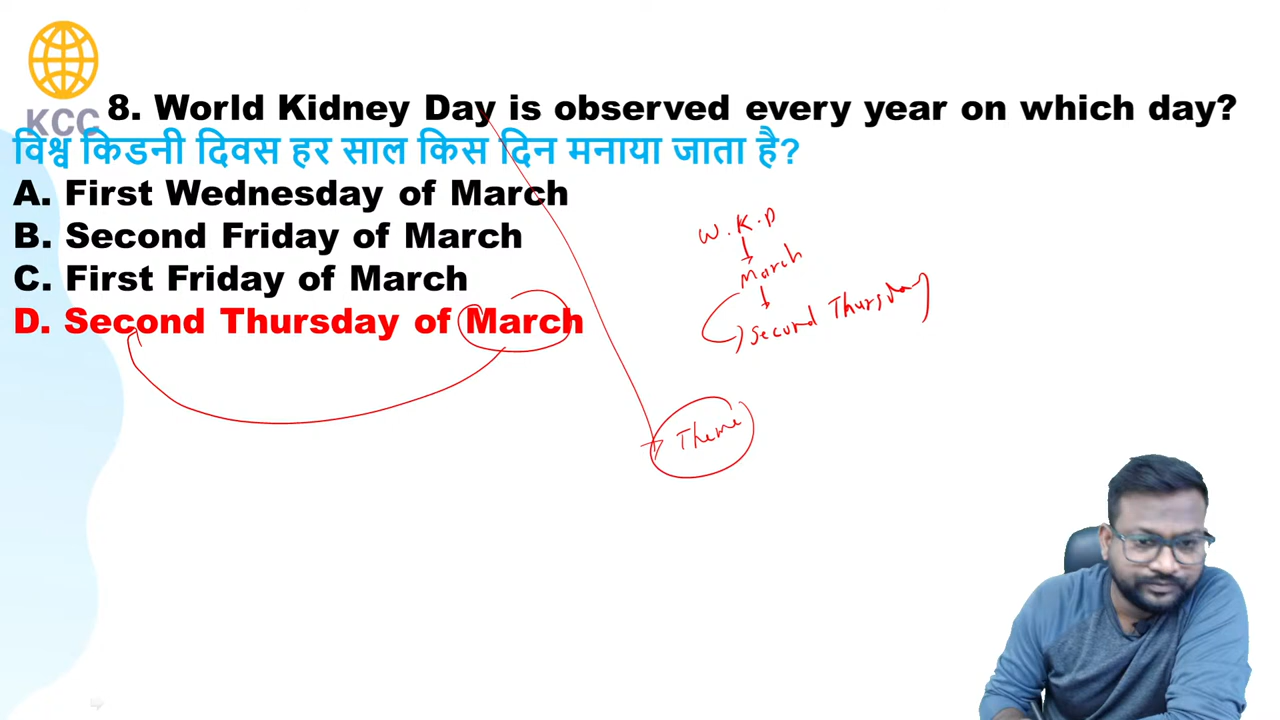 KCC
8. World Kidney Day is observed every year on which day?
विश्व किडनी दिवस हर साल किस दिन मनाया जाता है?
A. First Wednesday of March
B. Second Friday of March
C. First Friday of March
D. Second Thursday of March
W.K.D
March
Second Thursday
Theme